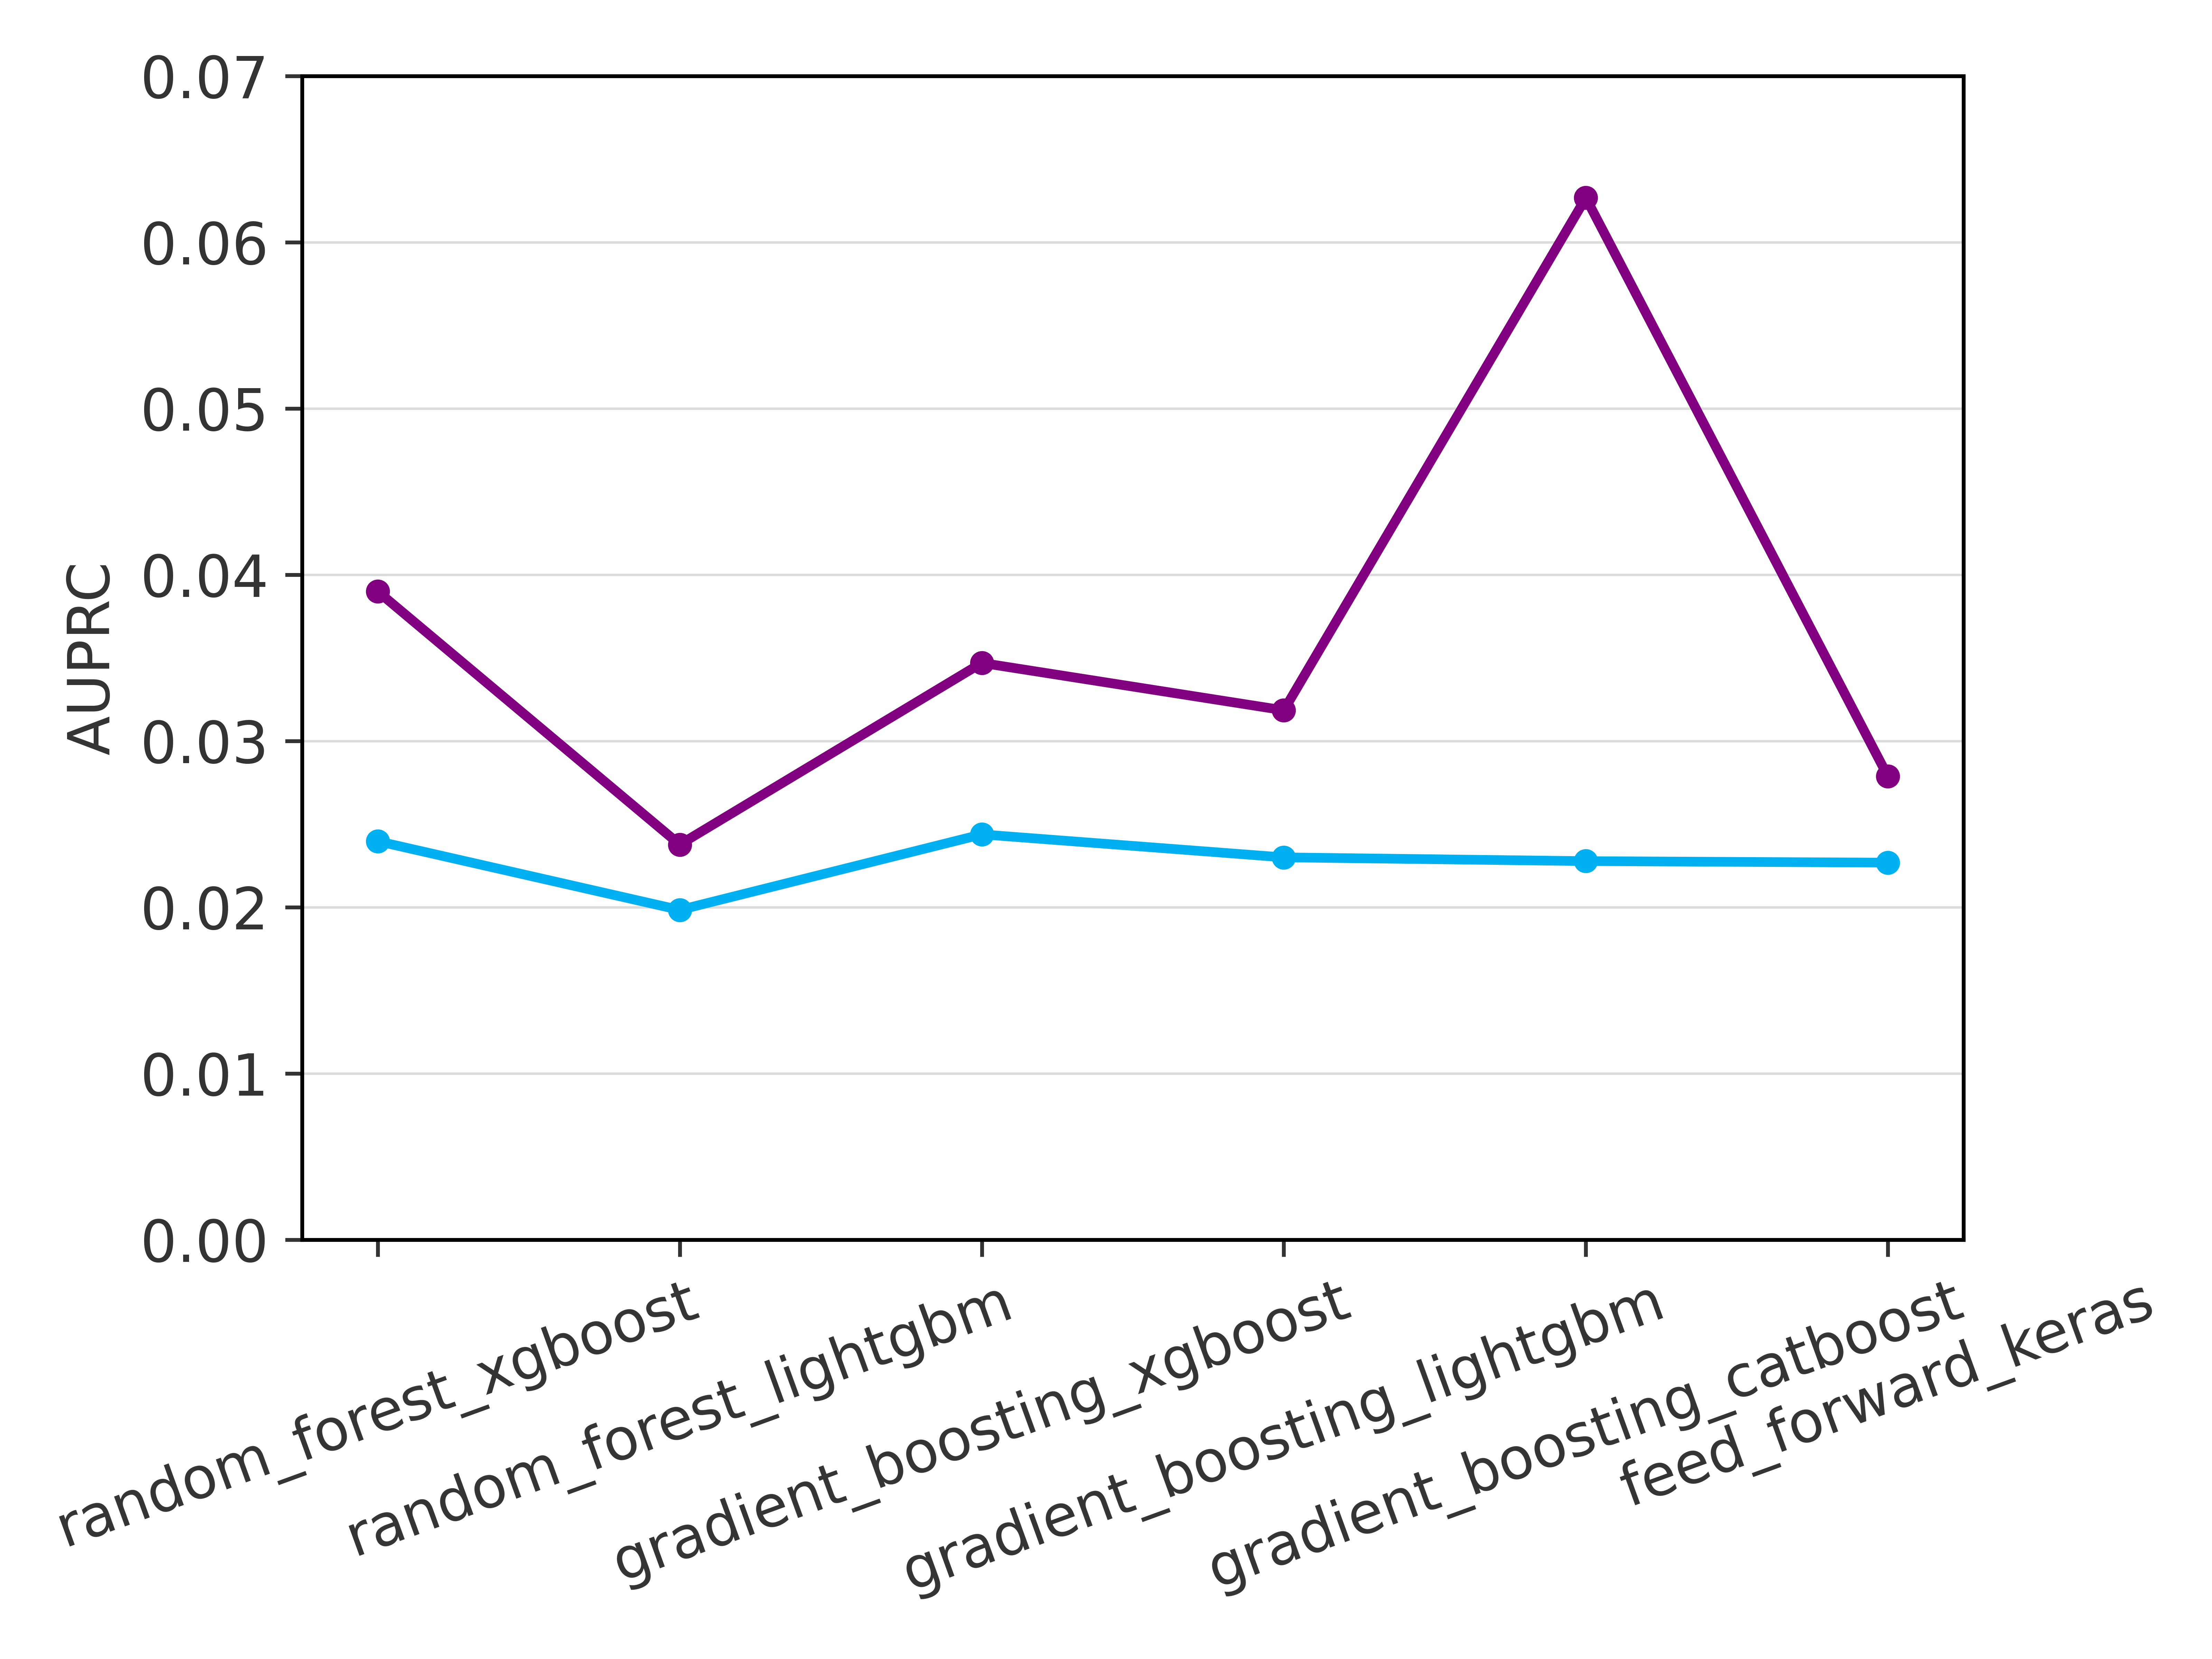 0.07
0.06
0.05
0.04
0.03
0.02
0.01
0.00
AUPRC
random_forest_xgboost
random_forest_lightgbm
gradient_boosting_xgboost
gradient_boosting_lightgbm
gradient_boosting_catboost
feed_forward_keras